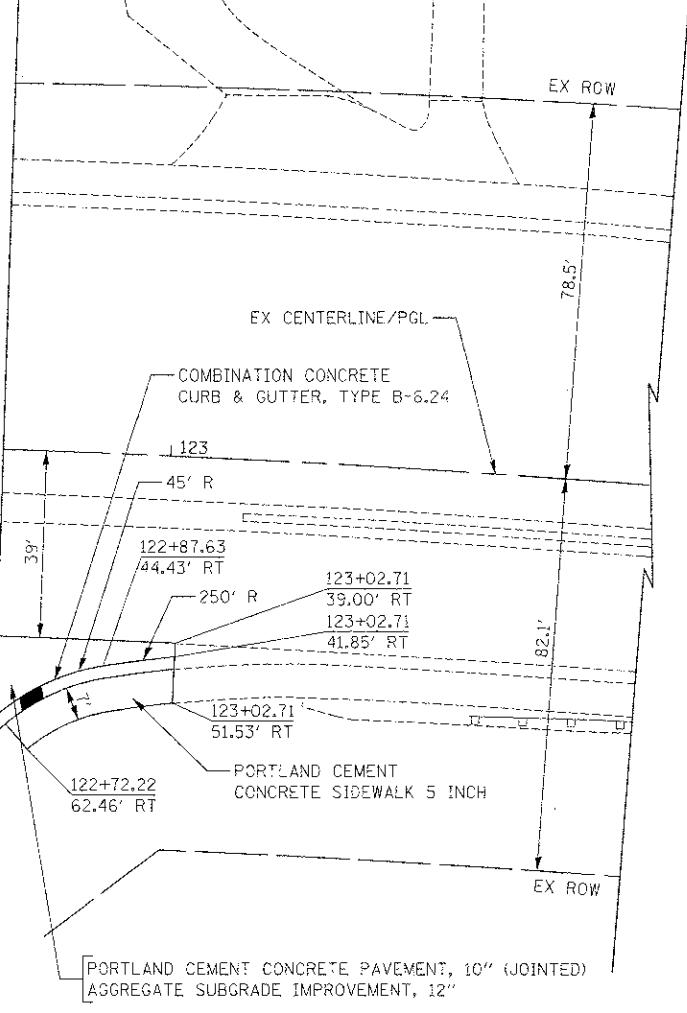 EX ROW
78.5'
EX CENTERLINE/PGL
COMBINATION CONCRETE
CURB & GUTTER, TYPE B-6.24
123
45' R
39'
122+87.63
44.43' RT
250' R
123+02.71
39.00' RT
123+02.71
41.85' RT
82.1'
7'
123+02.71
51.53' RT
PORTLAND CEMENT
CONCRETE SIDEWALK 5 INCH
122+72.22
62.46' RT
EX ROW
PORTLAND CEMENT CONCRETE PAVEMENT, 10" (JOINTED)
AGGREGATE SUBGRADE IMPROVEMENT, 12"